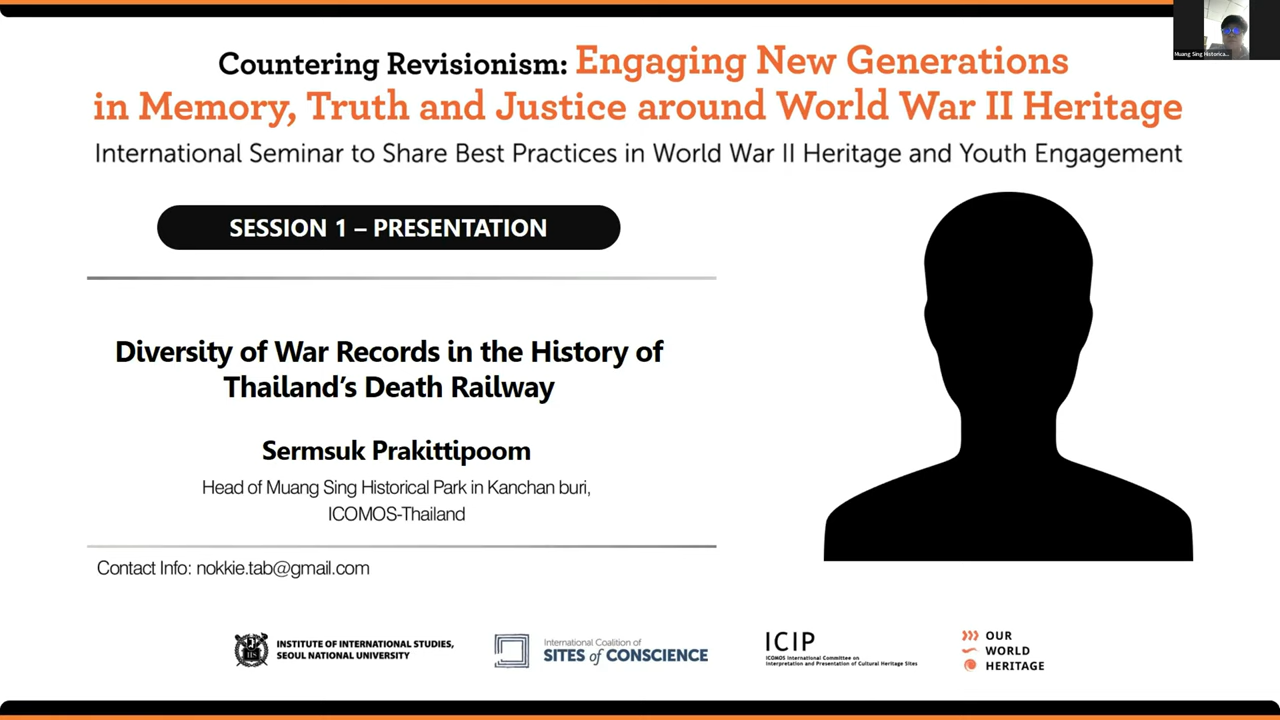 Countering Revisionism: Engaging New Generations
in Memory, Truth and Justice around World War II Heritage
International Seminar to Share Best Practices in World War II Heritage and Youth Engagement
SESSION 1 – PRESENTATION
Diversity of War Records in the History of
Thailand's Death Railway
Sermsuk Prakittipoom
Head of Muang Sing Historical Park in Kanchan buri,
ICOMOS-Thailand
Contact Info: nokkie.tab@gmail.com
INSTITUTE OF INTERNATIONAL STUDIES,
SEOUL NATIONAL UNIVERSITY
International Coalition of
SITES of CONSCIENCE
ICIP
ICOMOS International Committee on
Interpretation and Presentation of Cultural Heritage Sites
OUR
WORLD
HERITAGE
Muang Sing Historica...